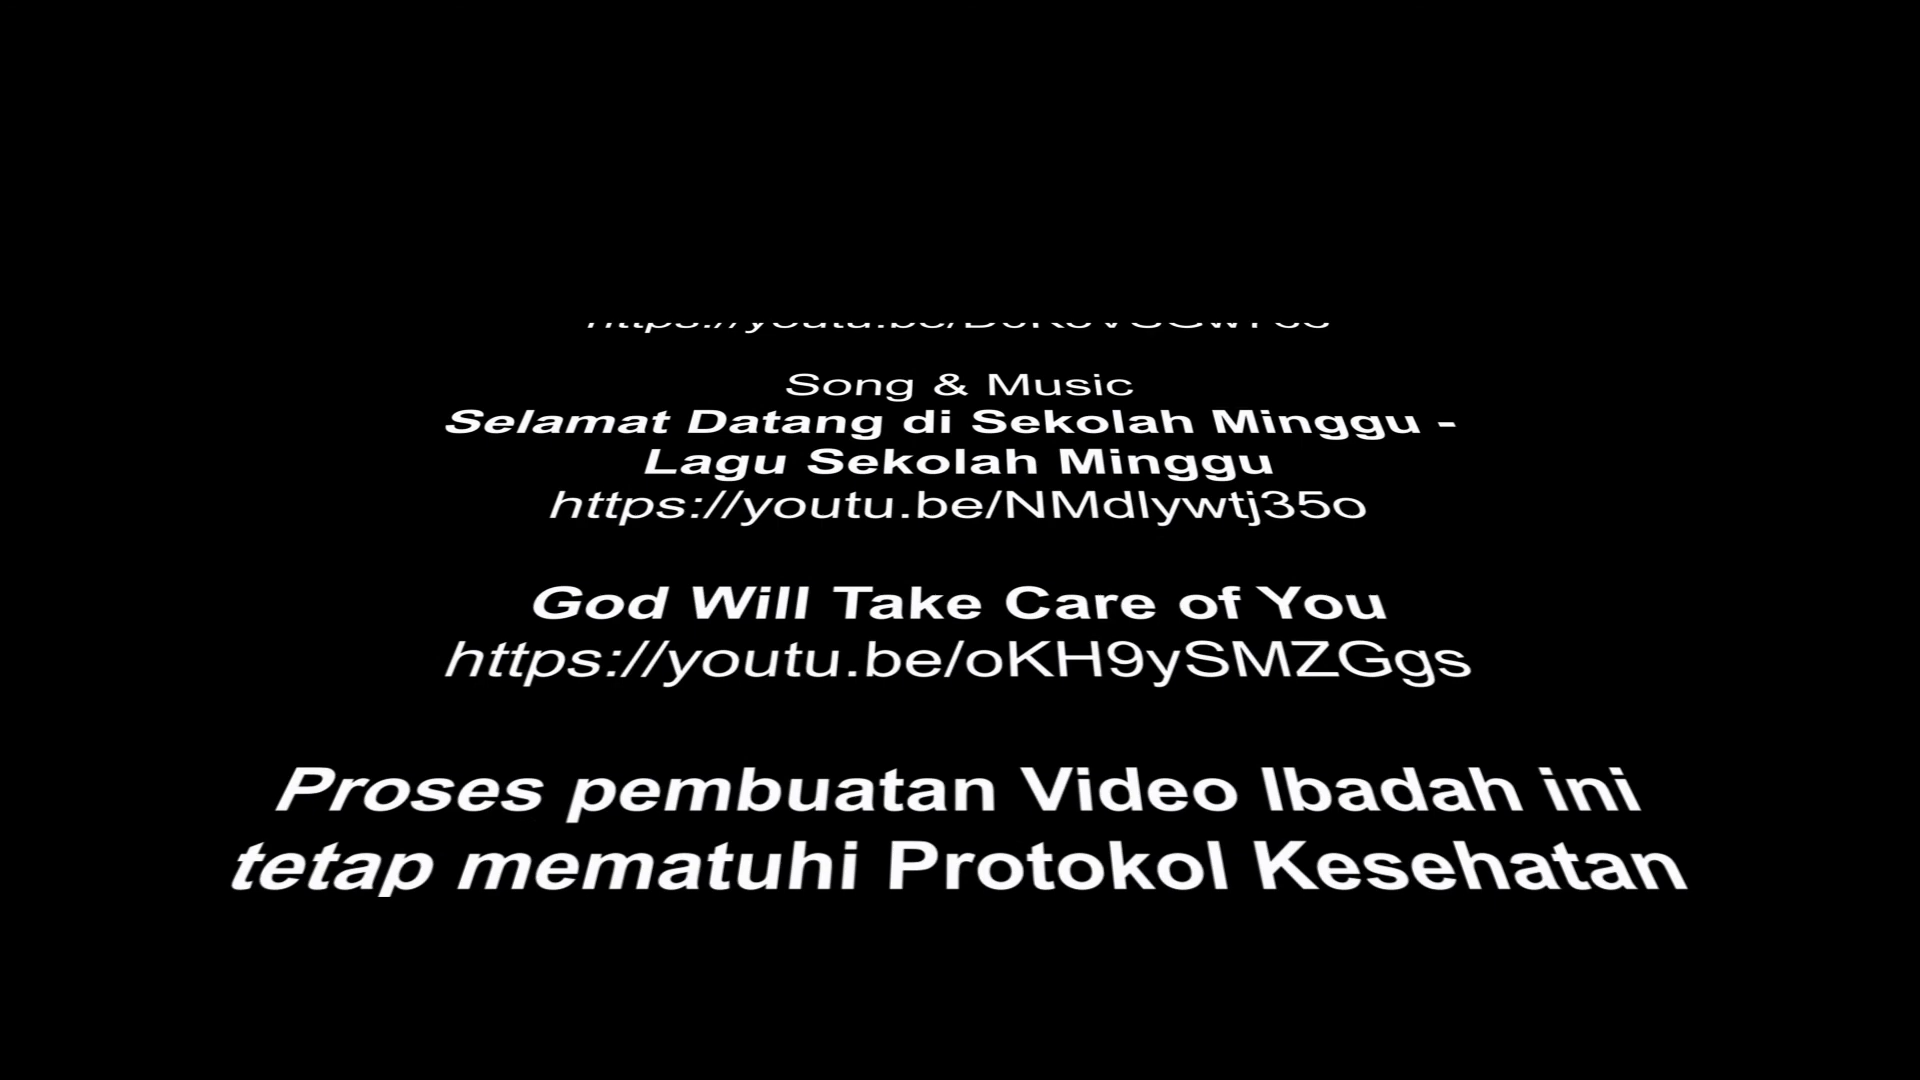 Song & Music
Selamat Datang di Sekolah Minggu -
Lagu Sekolah Minggu
https://youtu.be/NMdlywtj35o
God Will Take Care of You
https://youtu.be/oKH9ySMZGgs
Proses pembuatan Video Ibadah ini
tetap mematuhi Protokol Kesehatan